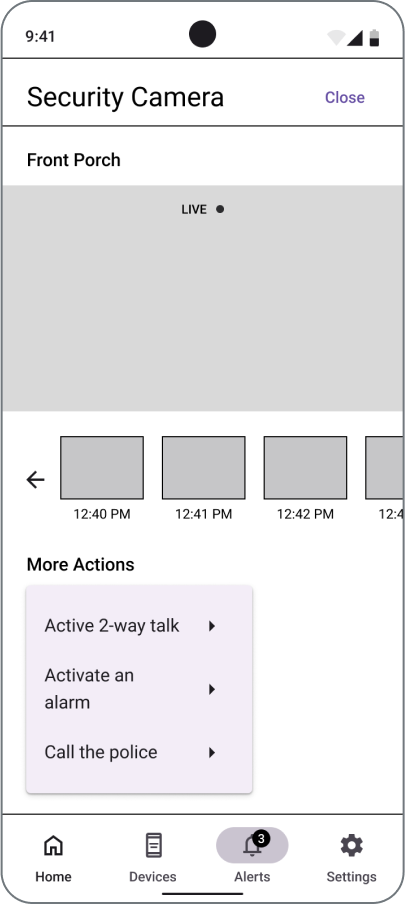 9:41
Security Camera
Close
Front Porch
LIVE
12:40 PM
12:41 PM
12:42 PM
12:4
More Actions
Active 2-way talk
Activate an
alarm
Call the police
3
Home
Devices
Alerts
Settings